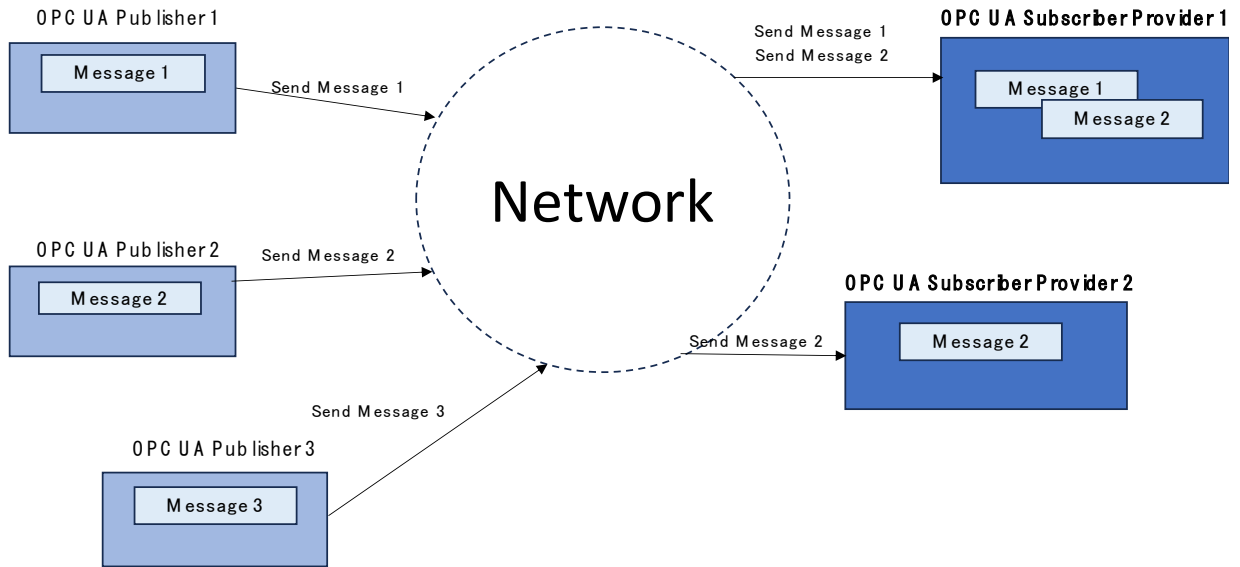 OPC UA Publisher 1
Message 1
Send Message 1
OPC UA Publisher 2
Message 2
Send Message 2
OPC UA Publisher 3
Message 3
Send Message 3
Network
Send Message 1
Send Message 2
OPC UA Subscriber Provider 1
Message 1
Message 2
Send Message 2
OPC UA Subscriber Provider 2
Message 2